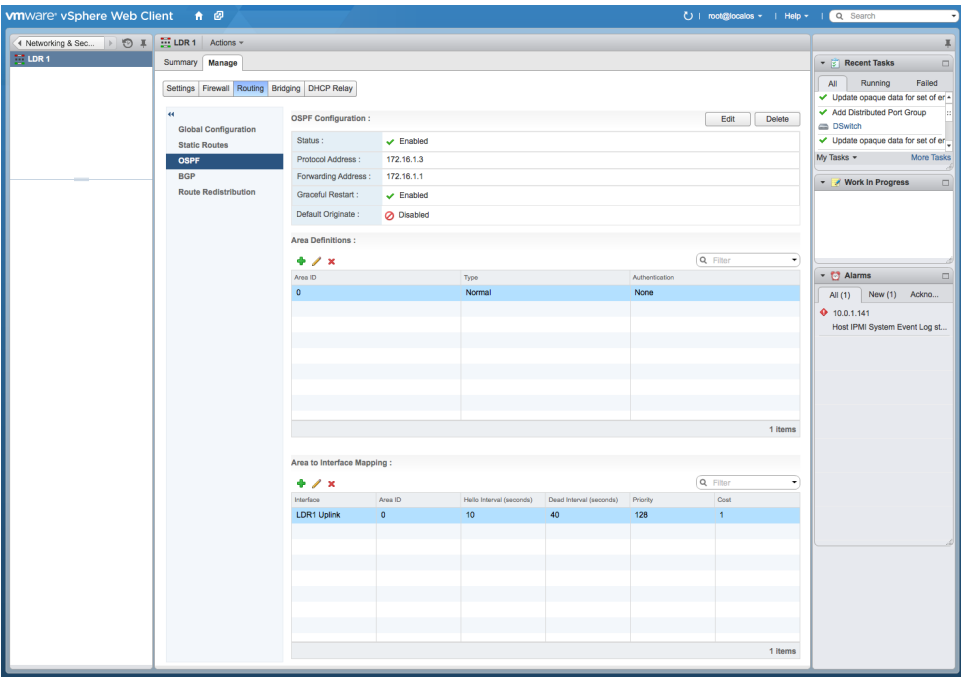 vmware® vSphere Web Client
root@localos
Help
Search
Networking & Sec...
LDR 1
LDR 1 Actions
Summary Manage
Settings Firewall Routing Bridging DHCP Relay
Global Configuration
Static Routes
OSPF
BGP
Route Redistribution
OSPF Configuration :
Edit Delete
Status : Enabled
Protocol Address : 172.16.1.3
Forwarding Address : 172.16.1.1
Graceful Restart : Enabled
Default Originate : Disabled
Area Definitions :
Filter
Area ID Type Authentication
0 Normal None
1 items
Area to Interface Mapping :
Filter
Interface Area ID Hello Interval (seconds) Dead Interval (seconds) Priority Cost
LDR1 Uplink 0 10 40 128 1
1 items
Recent Tasks
All Running Failed
Update opaque data for set of en
Add Distributed Port Group
DSwitch
Update opaque data for set of en
My Tasks More Tasks
Work In Progress
Alarms
All (1) New (1) Ackno...
10.0.1.141
Host IPMI System Event Log st...